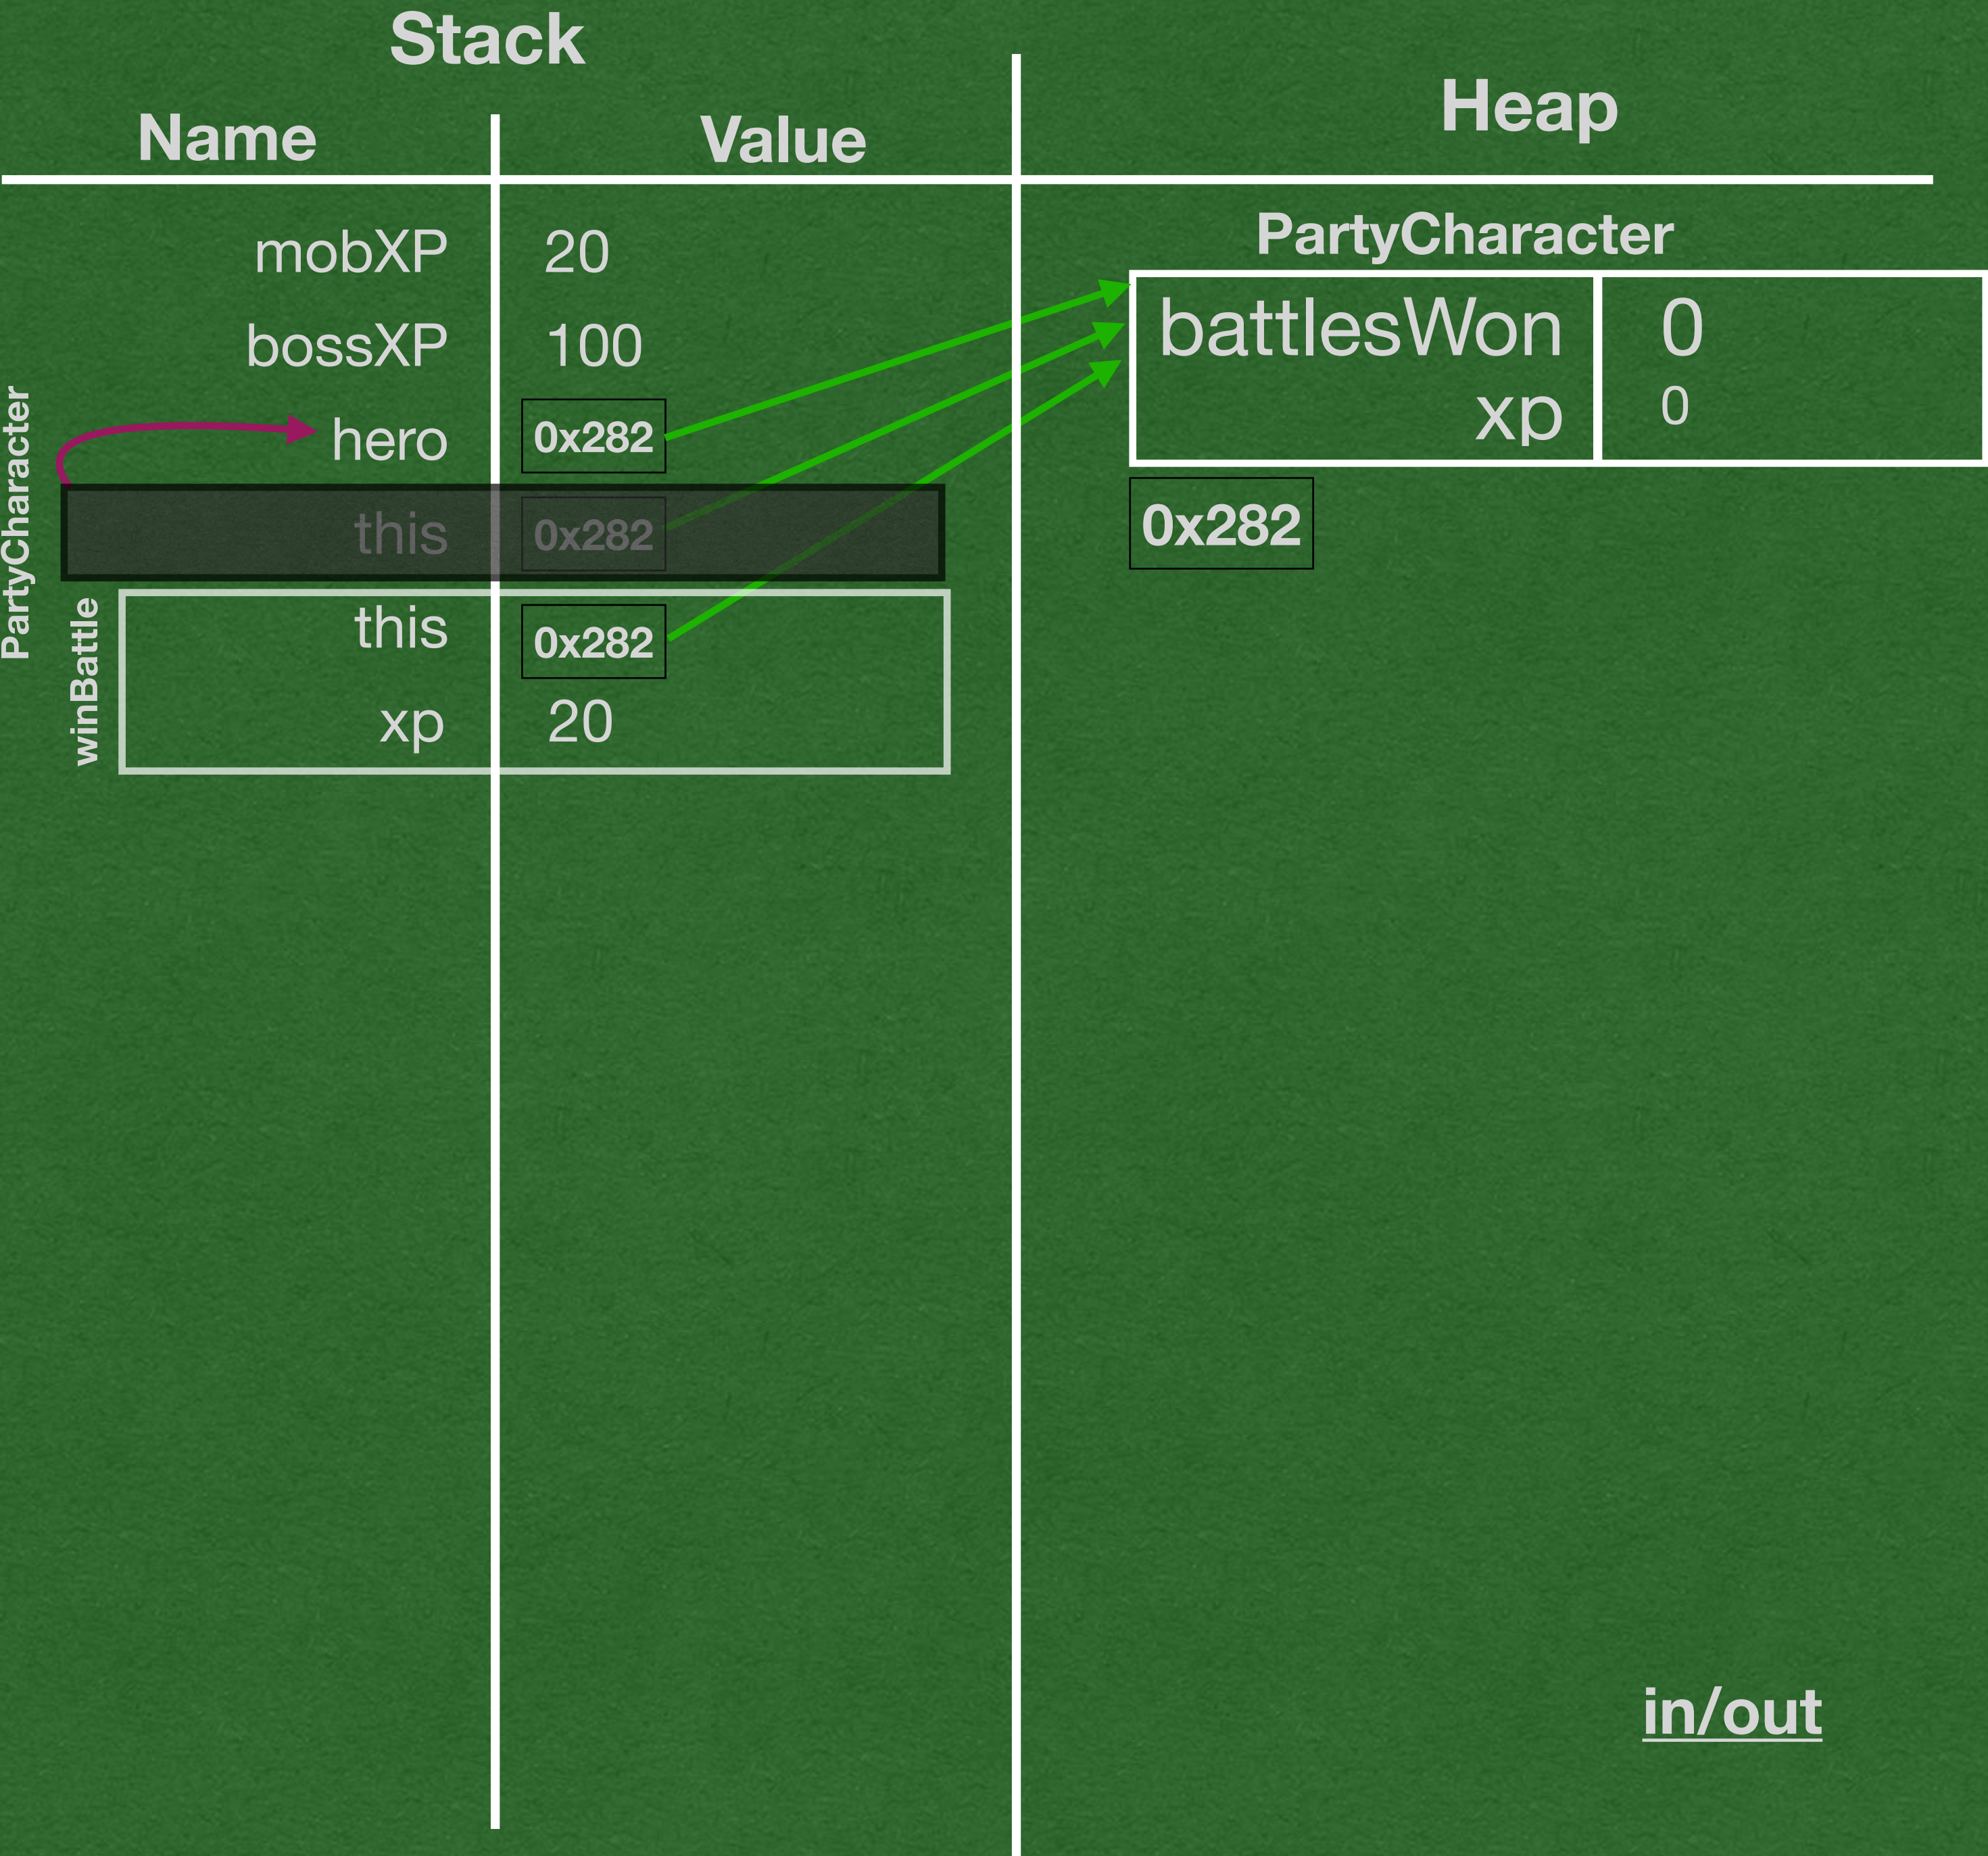 Stack
Heap
Name Value
mobXP 20
bossXP 100
hero 0x282
this 0x282
this 0x282
xp 20
PartyCharacter
winBattle
PartyCharacter
battlesWon 0
xp 0
0x282
in/out